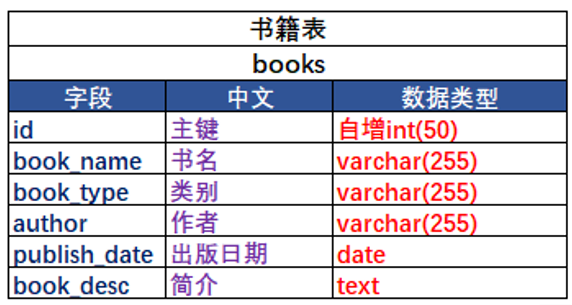 书籍表
books
字段 中文 数据类型
id 主键 自增int(50)
book_name 书名 varchar(255)
book_type 类别 varchar(255)
author 作者 varchar(255)
publish_date 出版日期 date
book_desc 简介 text